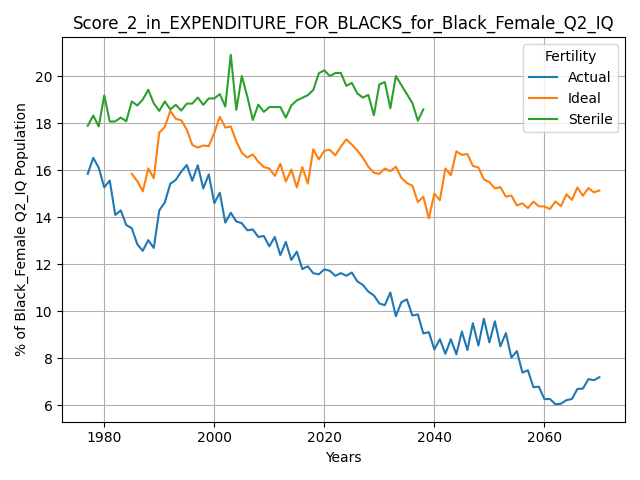 Score_2_in_EXPENDITURE_FOR_BLACKS_for_Black_Female_Q2_IQ
Fertility
Actual
Ideal
Sterile
% of Black_Female Q2_IQ Population
20
18
16
14
12
10
8
6
1980
2000
2020
2040
2060
Years